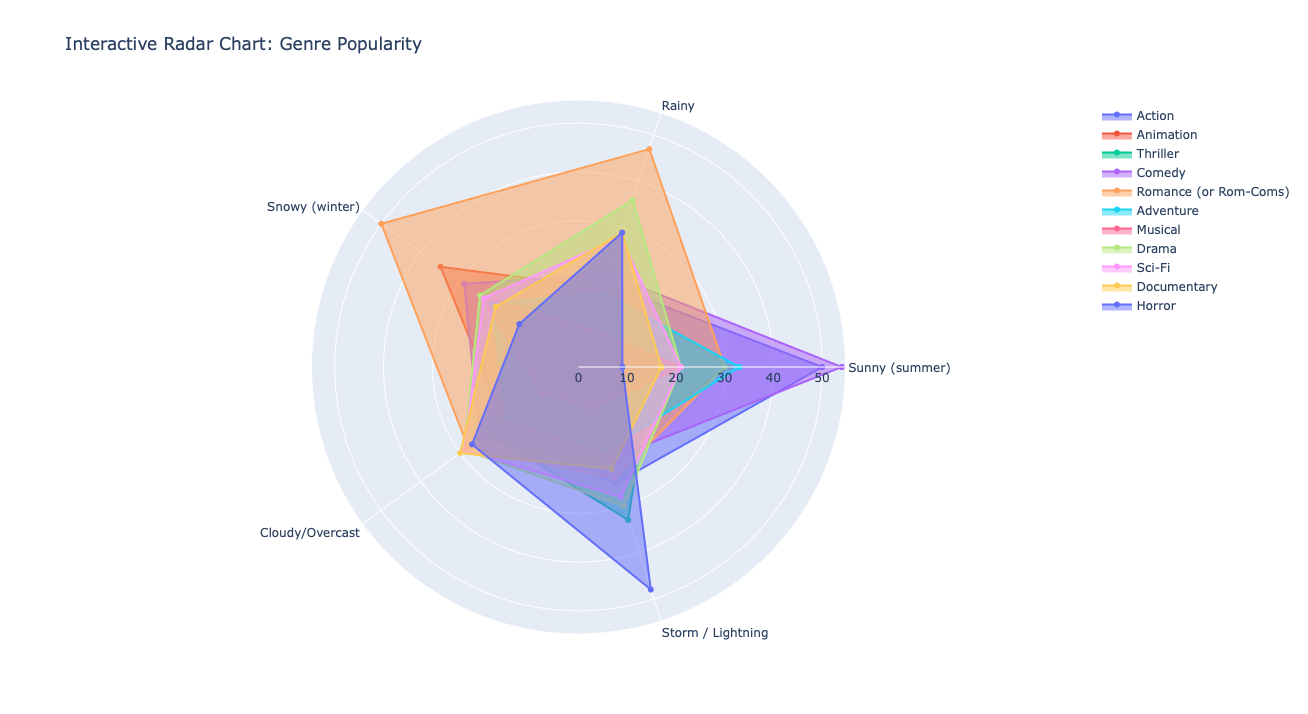 Interactive Radar Chart: Genre Popularity
Rainy
Snowy (winter)
Sunny (summer)
0 10 20 30 40 50
Cloudy/Overcast
Storm / Lightning
Action
Animation
Thriller
Comedy
Romance (or Rom-Coms)
Adventure
Musical
Drama
Sci-Fi
Documentary
Horror